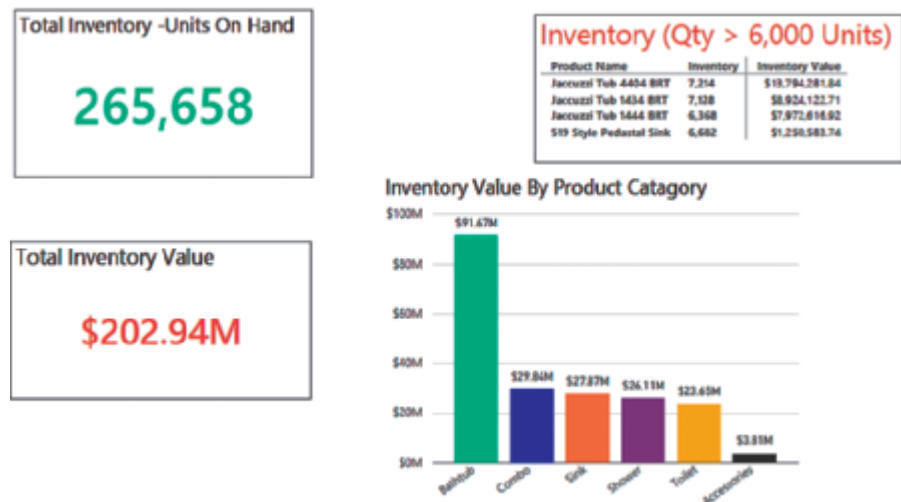 Total Inventory -Units On Hand
265,658
Inventory (Qty > 6,000 Units)
Product Name Inventory Inventory Value
Jaccuzzi Tub 4404 BRT 7,214 $13,794,281.84
Jaccuzzi Tub 1434 BRT 7,128 $8,924,122.71
Jaccuzzi Tub 1444 BRT 6,368 $7,972,616.92
519 Style Pedastal Sink 6,662 $1,250,583.74
Total Inventory Value
$202.94M
Inventory Value By Product Catagory
$100M
$80M
$60M
$40M
$20M
$0M
$91.67M
$29.84M
$27.87M
$26.11M
$23.65M
$3.81M
Bathtub
Combo
Sink
Shower
Toilet
Accessories